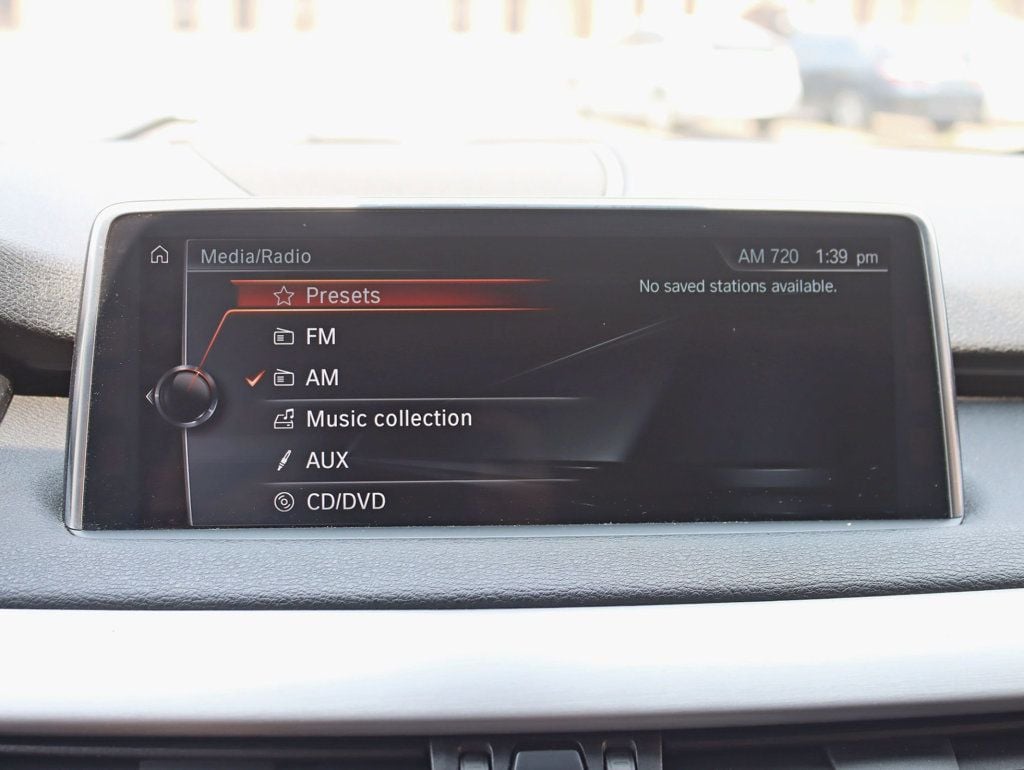 Media/Radio AM 720 1:39 pm
Presets No saved stations available.
FM
AM
Music collection
AUX
CD/DVD